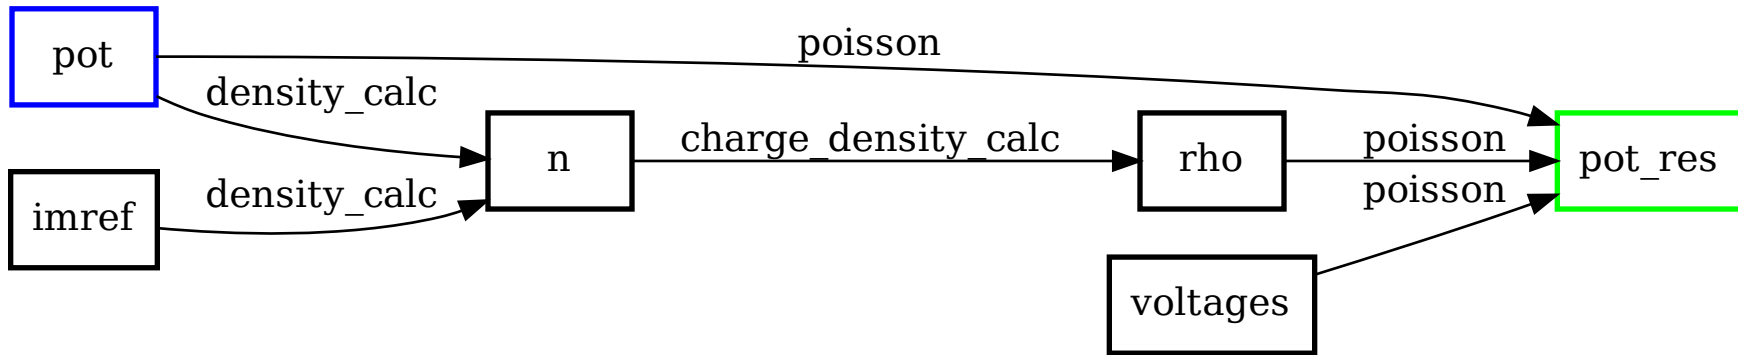 pot
poisson
density_calc
n
charge_density_calc
rho
poisson
pot_res
imref
density_calc
poisson
voltages